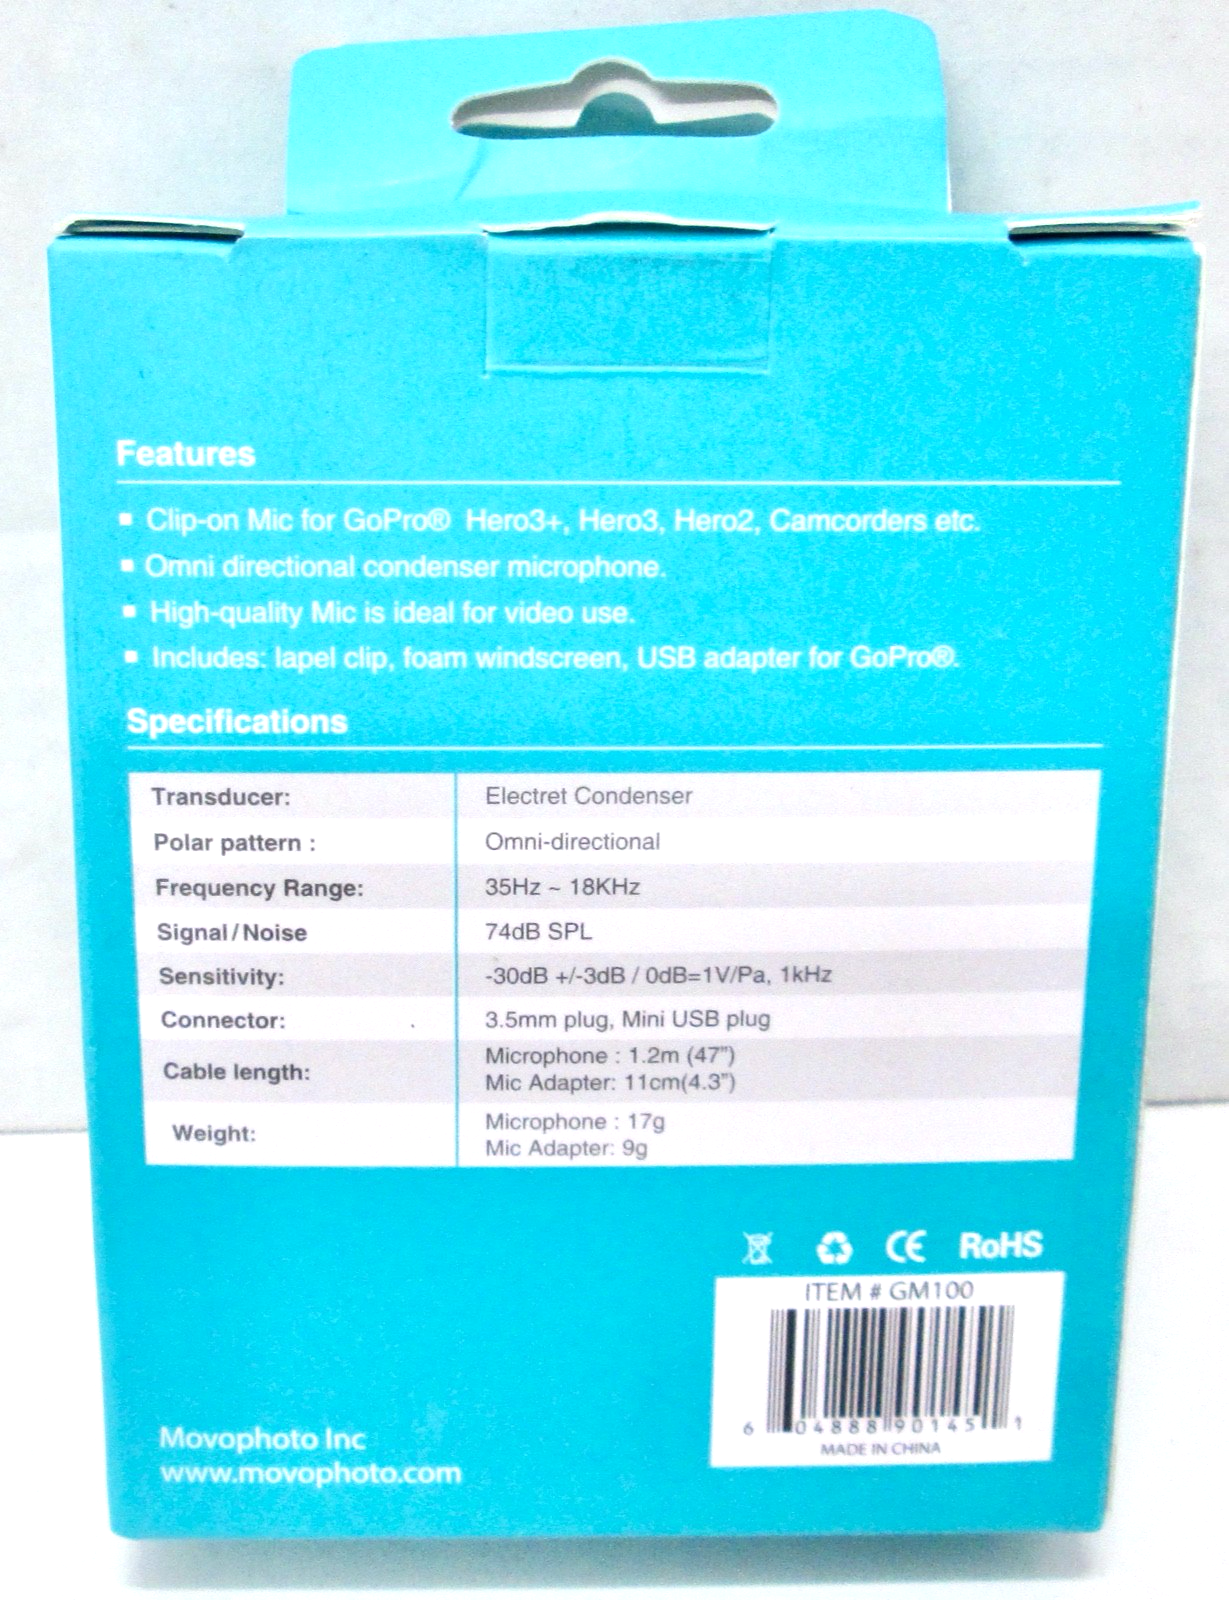 Features
▪ Clip-on Mic for GoPro® Hero3+, Hero3, Hero2, Camcorders etc.
▪ Omni directional condenser microphone.
▪ High-quality Mic is ideal for video use.
▪ Includes: lapel clip, foam windscreen, USB adapter for GoPro®.
Specifications
Transducer: Electret Condenser
Polar pattern : Omni-directional
Frequency Range: 35Hz ~ 18KHz
Signal/Noise 74dB SPL
Sensitivity: -30dB +/-3dB / 0dB=1V/Pa, 1kHz
Connector: 3.5mm plug, Mini USB plug
Cable length: Microphone : 1.2m (47")
Mic Adapter: 11cm(4.3")
Weight: Microphone : 17g
Mic Adapter: 9g
CE RoHS
ITEM # GM100
6 04888 90145 1
MADE IN CHINA
Movophoto Inc
www.movophoto.com